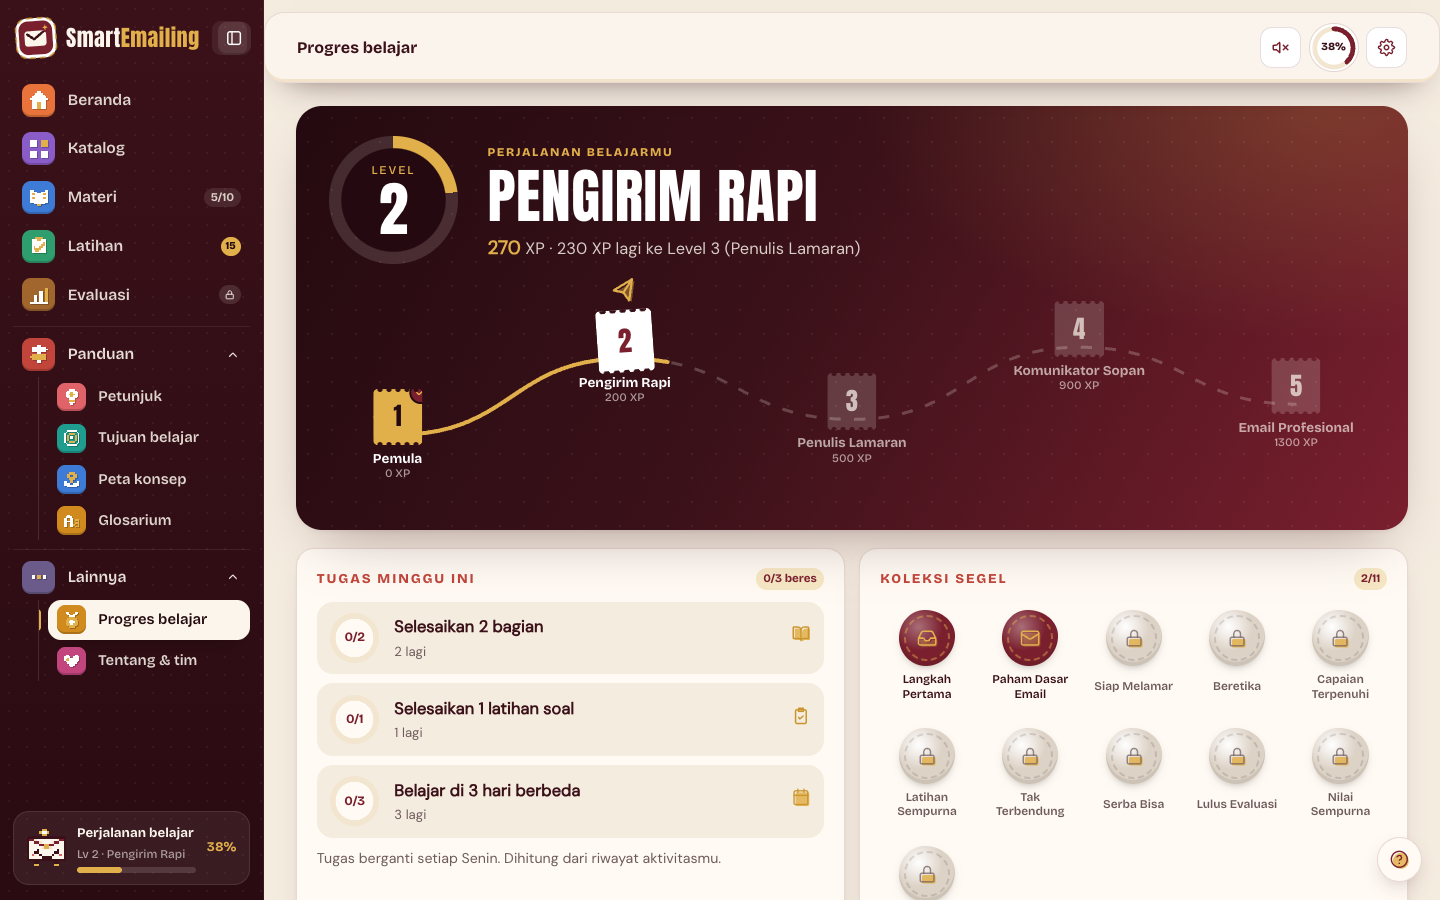 SmartEmailing
Beranda
Katalog
Materi
5/10
Latihan
15
Evaluasi
Panduan
Petunjuk
Tujuan belajar
Peta konsep
Glosarium
Lainnya
Progres belajar
Tentang & tim
Perjalanan belajar
Lv 2 · Pengirim Rapi
38%
Progres belajar
38%
LEVEL
2
PERJALANAN BELAJARMU
PENGIRIM RAPI
270 XP · 230 XP lagi ke Level 3 (Penulis Lamaran)
1
Pemula
0 XP
2
Pengirim Rapi
200 XP
3
Penulis Lamaran
500 XP
4
Komunikator Sopan
900 XP
5
Email Profesional
1300 XP
TUGAS MINGGU INI
0/3 beres
0/2
Selesaikan 2 bagian
2 lagi
0/1
Selesaikan 1 latihan soal
1 lagi
0/3
Belajar di 3 hari berbeda
3 lagi
Tugas berganti setiap Senin. Dihitung dari riwayat aktivitasmu.
KOLEKSI SEGEL
2/11
Langkah
Pertama
Paham Dasar
Email
Siap Melamar
Beretika
Capaian
Terpenuhi
Latihan
Sempurna
Tak
Terbendung
Serba Bisa
Lulus Evaluasi
Nilai
Sempurna